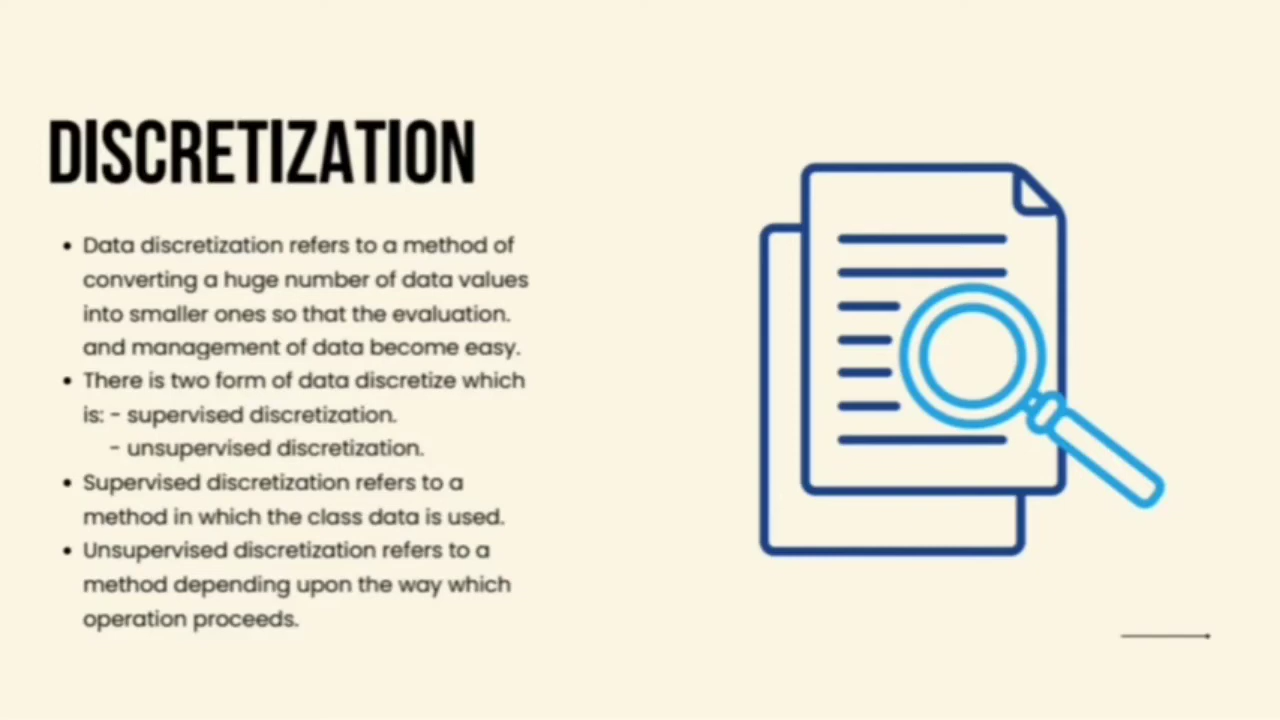 DISCRETIZATION
• Data discretization refers to a method of
converting a huge number of data values
into smaller ones so that the evaluation.
and management of data become easy.
• There is two form of data discretize which
is: - supervised discretization.
- unsupervised discretization.
• Supervised discretization refers to a
method in which the class data is used.
• Unsupervised discretization refers to a
method depending upon the way which
operation proceeds.